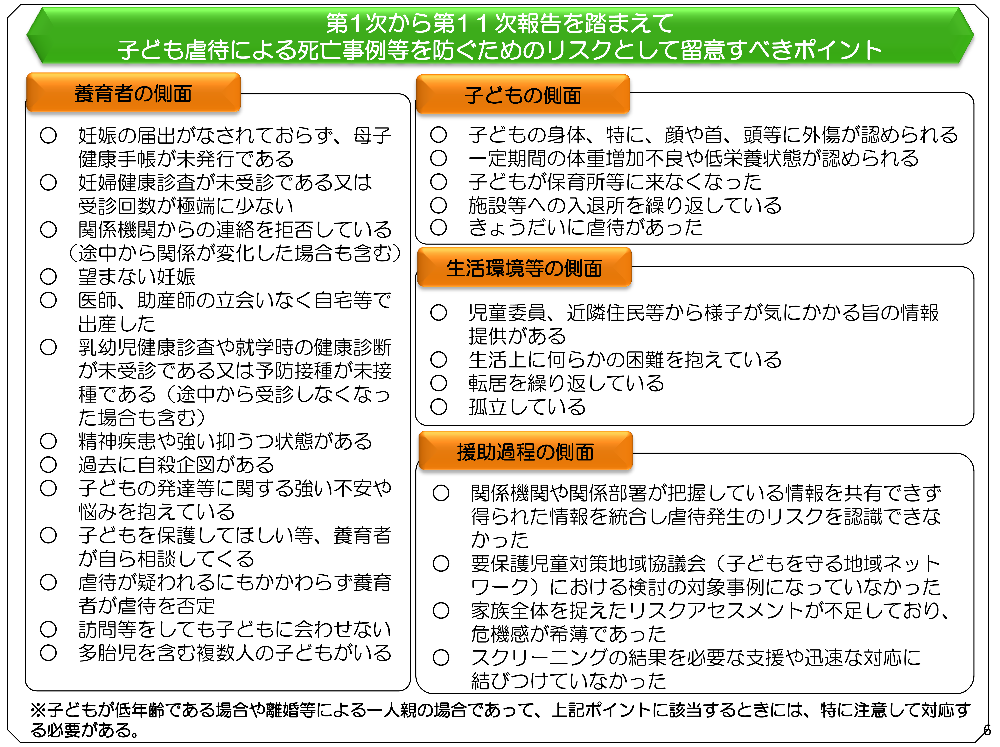 第1次から第1１次報告を踏まえて
子ども虐待による死亡事例等を防ぐためのリスクとして留意すべきポイント
養育者の側面
○　妊娠の届出がなされておらず、母子
健康手帳が未発行である
○　妊婦健康診査が未受診である又は
受診回数が極端に少ない
○　関係機関からの連絡を拒否している
（途中から関係が変化した場合も含む）
○　望まない妊娠
○　医師、助産師の立会いなく自宅等で
出産した
○　乳幼児健康診査や就学時の健康診断
が未受診である又は予防接種が未接
種である（途中から受診しなくなっ
た場合も含む）
○　精神疾患や強い抑うつ状態がある
○　過去に自殺企図がある
○　子どもの発達等に関する強い不安や
悩みを抱えている
○　子どもを保護してほしい等、養育者
が自ら相談してくる
○　虐待が疑われるにもかかわらず養育
者が虐待を否定
○　訪問等をしても子どもに会わせない
○　多胎児を含む複数人の子どもがいる
子どもの側面
○　子どもの身体、特に、顔や首、頭等に外傷が認められる
○　一定期間の体重増加不良や低栄養状態が認められる
○　子どもが保育所等に来なくなった
○　施設等への入退所を繰り返している
○　きょうだいに虐待があった
生活環境等の側面
○　児童委員、近隣住民等から様子が気にかかる旨の情報
提供がある
○　生活上に何らかの困難を抱えている
○　転居を繰り返している
○　孤立している
援助過程の側面
○　関係機関や関係部署が把握している情報を共有できず
得られた情報を統合し虐待発生のリスクを認識できな
かった
○　要保護児童対策地域協議会（子どもを守る地域ネット
ワーク）における検討の対象事例になっていなかった
○　家族全体を捉えたリスクアセスメントが不足しており、
危機感が希薄であった
○　スクリーニングの結果を必要な支援や迅速な対応に
結びつけていなかった
※子どもが低年齢である場合や離婚等による一人親の場合であって、上記ポイントに該当するときには、特に注意して対応す
る必要がある。
6